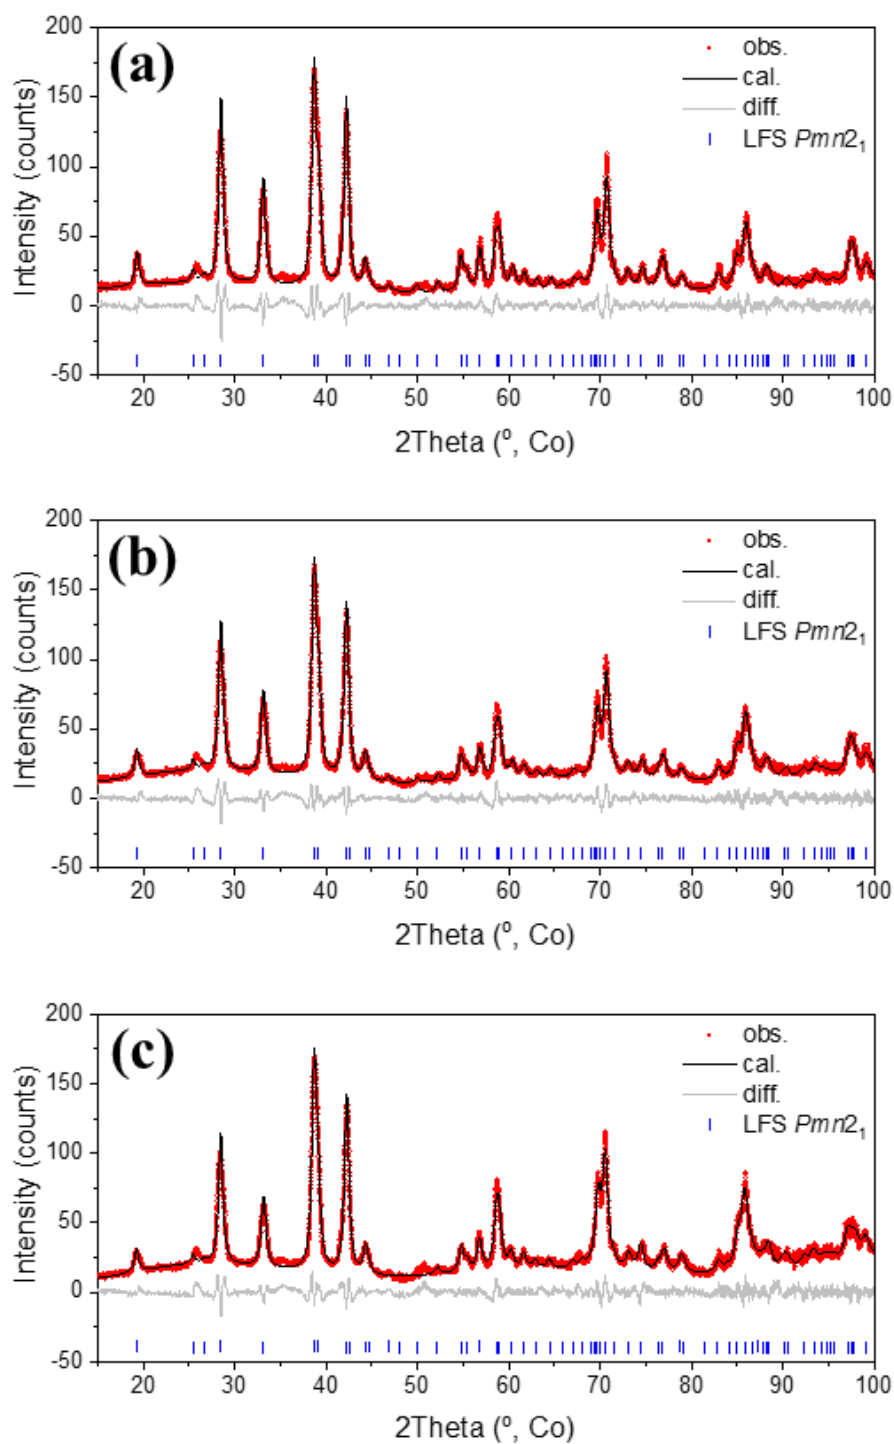 (a)
obs.
cal.
diff.
LFS Pmn2₁
200
150
100
50
0
-50
Intensity (counts)
20 30 40 50 60 70 80 90 100
2Theta (º, Co)
(b)
obs.
cal.
diff.
LFS Pmn2₁
200
150
100
50
0
-50
Intensity (counts)
20 30 40 50 60 70 80 90 100
2Theta (º, Co)
(c)
obs.
cal.
diff.
LFS Pmn2₁
200
150
100
50
0
-50
Intensity (counts)
20 30 40 50 60 70 80 90 100
2Theta (º, Co)